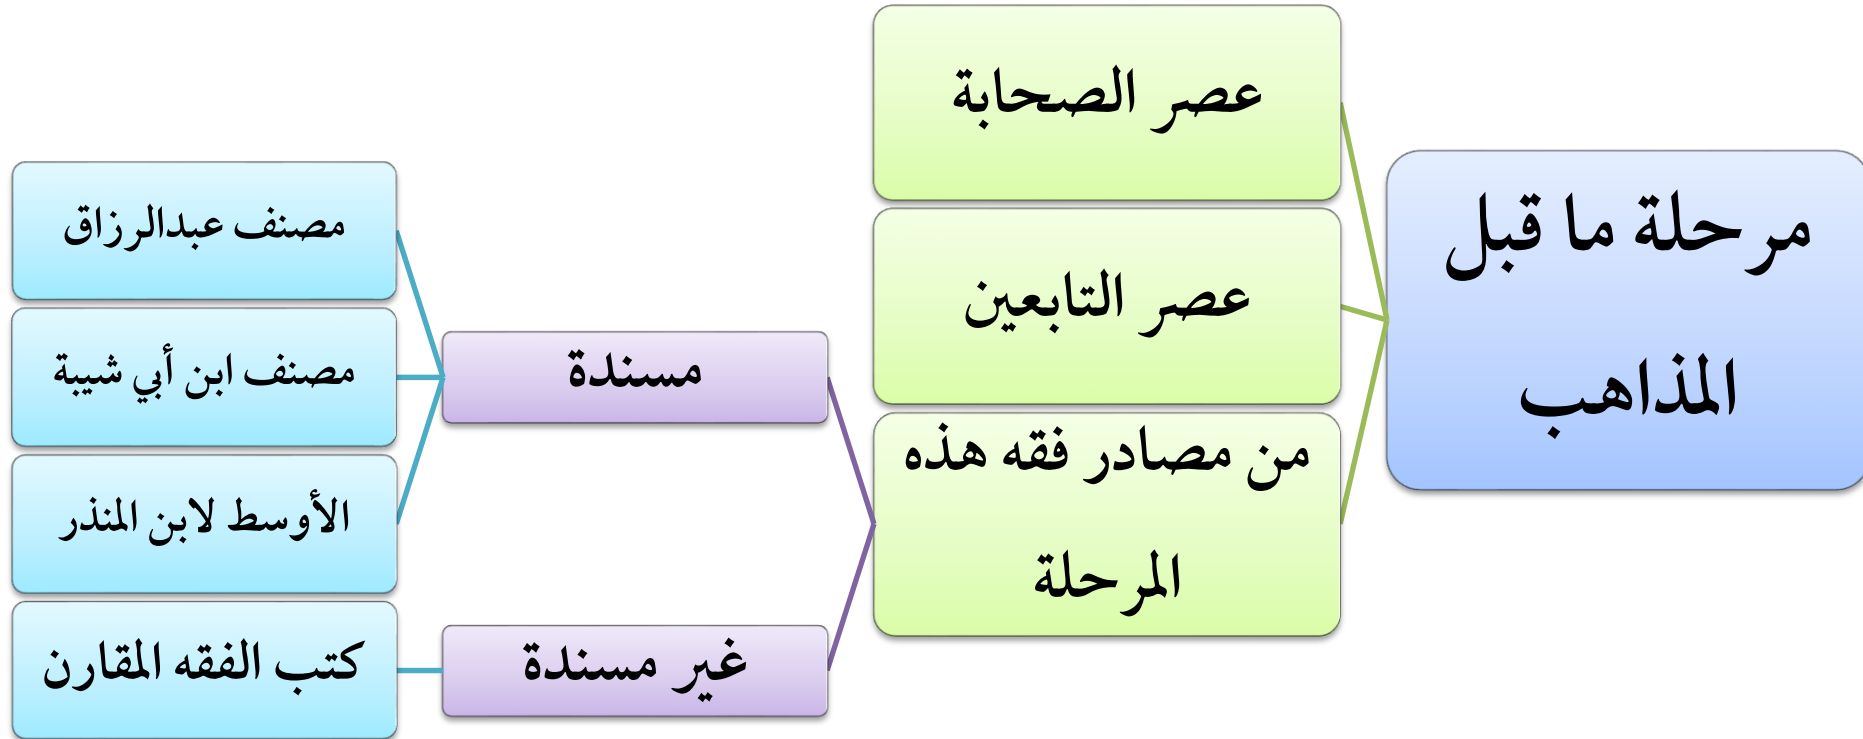 مرحلة ما قبل
المذاهب
عصر الصحابة
عصر التابعين
من مصادر فقه هذه
المرحلة
مسندة
مصنف عبدالرزاق
مصنف ابن أبي شيبة
الأوسط لابن المنذر
غير مسندة
كتب الفقه المقارن